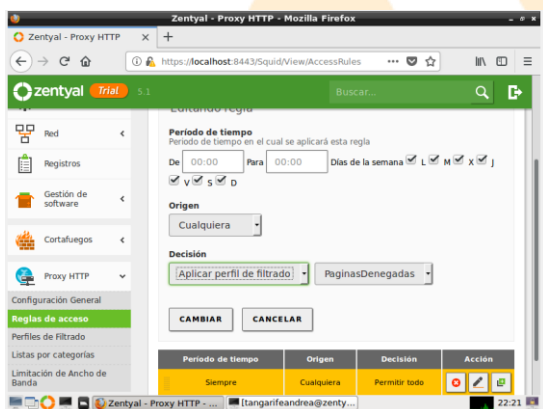 Zentyal - Proxy HTTP - Mozilla Firefox
Zentyal - Proxy HTTP
https://localhost:8443/Squid/View/AccessRules
zentyal Trial 5.1 Buscar...
Editando regla
Red
Registros
Gestión de software
Cortafuegos
Proxy HTTP
Configuración General
Reglas de acceso
Perfiles de Filtrado
Listas por categorías
Limitación de Ancho de Banda
Período de tiempo
Período de tiempo en el cual se aplicará esta regla
De 00:00 Para 00:00 Días de la semana L M X J
V S D
Origen
Cualquiera
Decisión
Aplicar perfil de filtrado PaginasDenegadas
CAMBIAR CANCELAR
Período de tiempo Origen Decisión Acción
Siempre Cualquiera Permitir todo
Zentyal - Proxy HTTP - ... [tangarifeandrea@zenty... 22:21